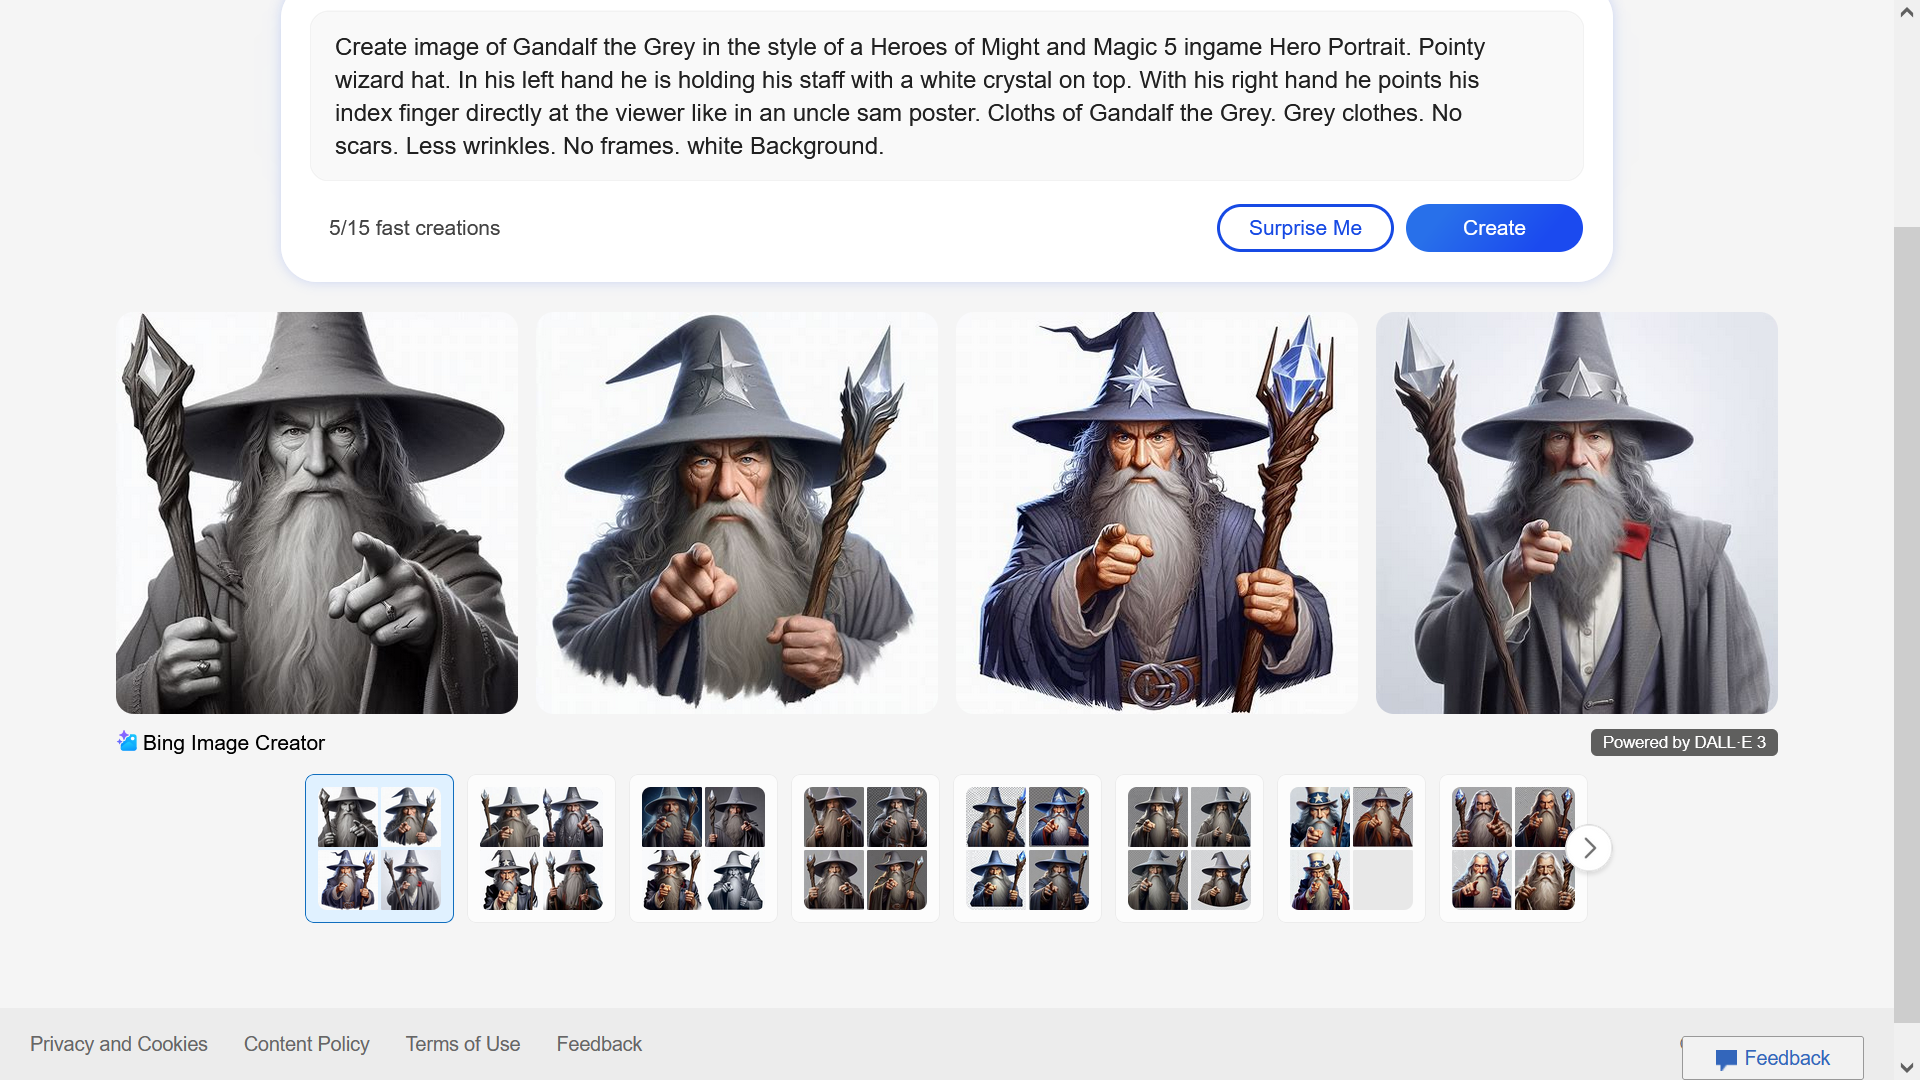 Create image of Gandalf the Grey in the style of a Heroes of Might and Magic 5 ingame Hero Portrait. Pointy
wizard hat. In his left hand he is holding his staff with a white crystal on top. With his right hand he points his
index finger directly at the viewer like in an uncle sam poster. Cloths of Gandalf the Grey. Grey clothes. No
scars. Less wrinkles. No frames. white Background.
5/15 fast creations
Surprise Me
Create
Bing Image Creator
Powered by DALL·E 3
Privacy and Cookies
Content Policy
Terms of Use
Feedback
Feedback